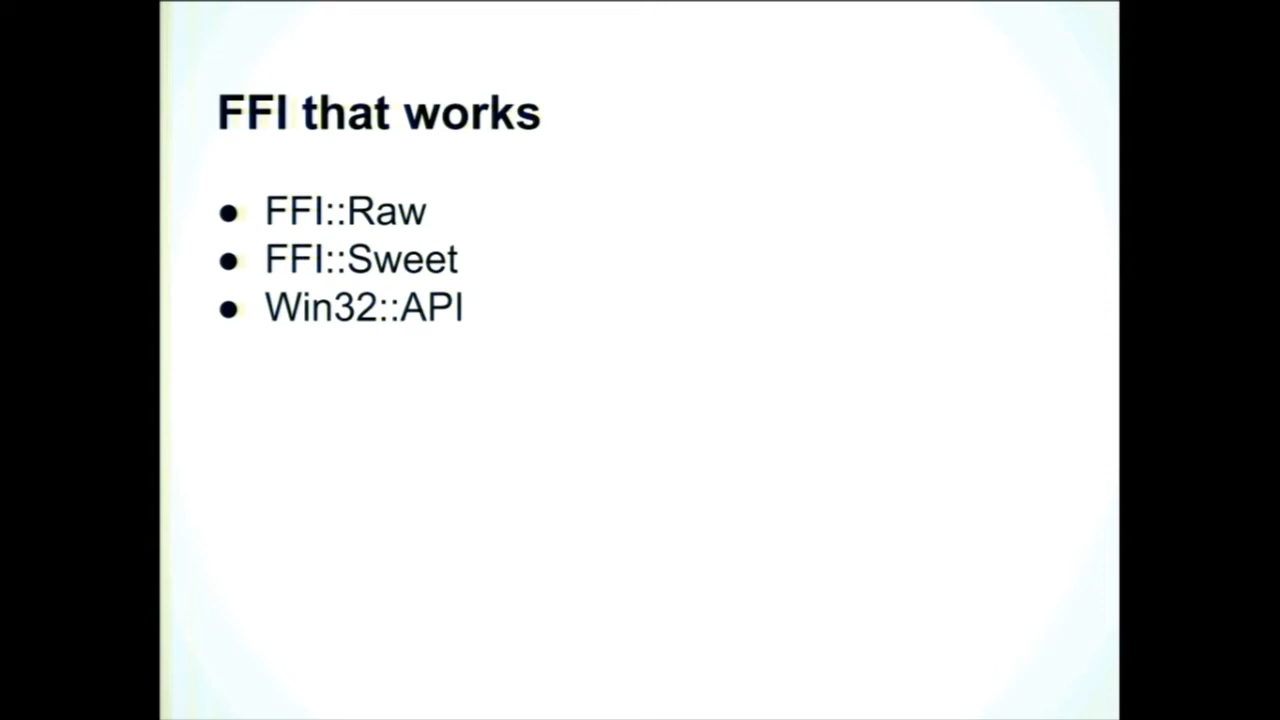 FFI that works
● FFI::Raw
● FFI::Sweet
● Win32::API